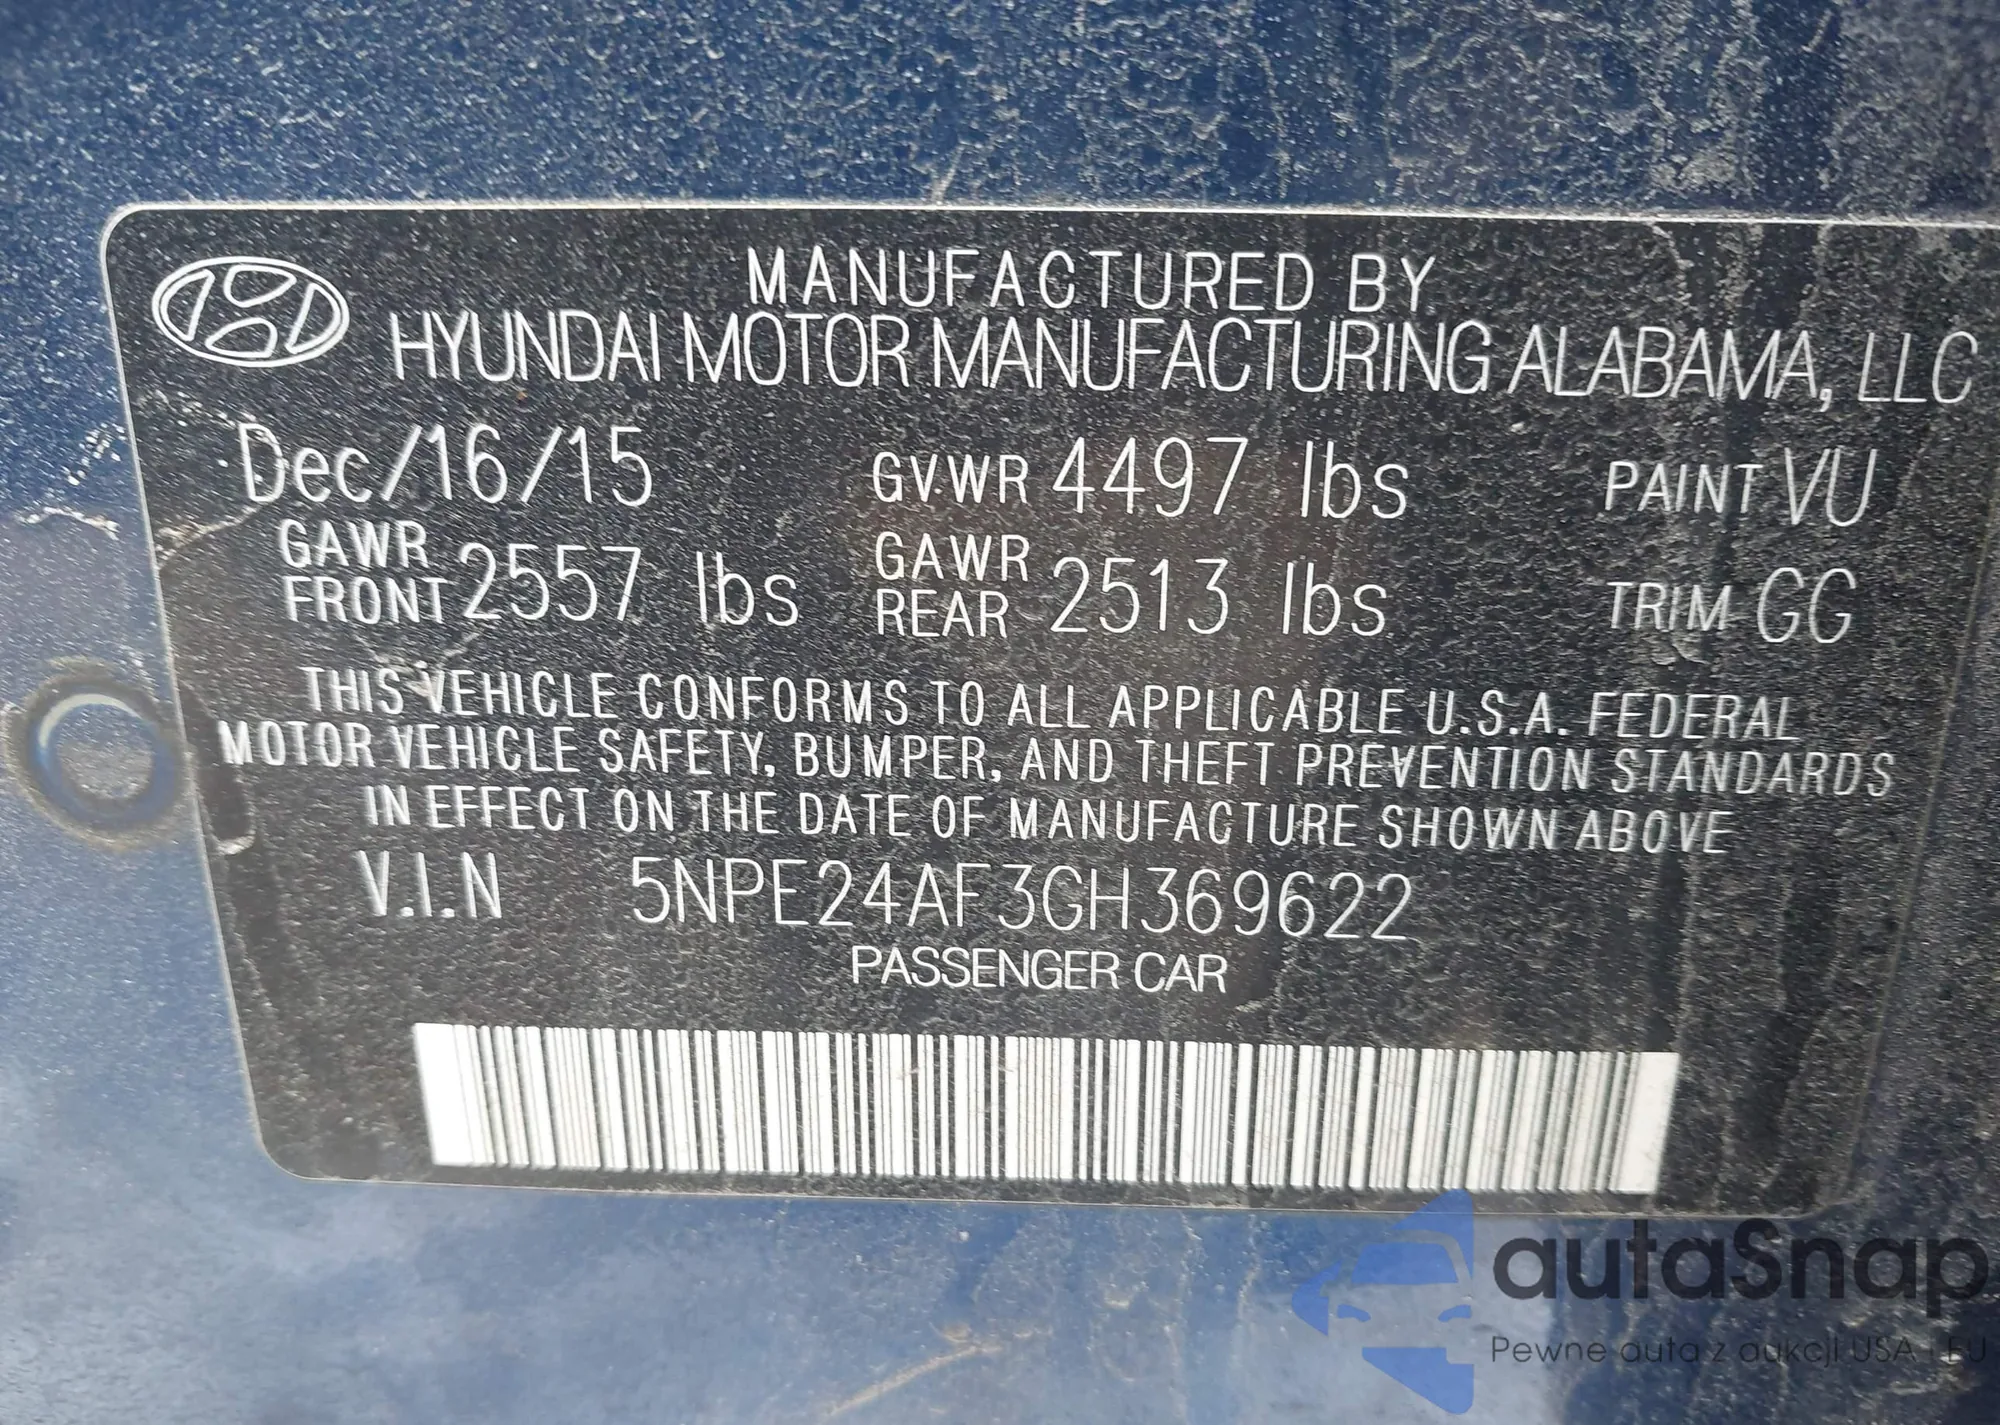 MANUFACTURED BY
HYUNDAI MOTOR MANUFACTURING ALABAMA, LLC
Dec/16/15 GVWR 4497 lbs PAINT VU
GAWR FRONT 2557 lbs GAWR REAR 2513 lbs TRIM GG
THIS VEHICLE CONFORMS TO ALL APPLICABLE U.S.A. FEDERAL
MOTOR VEHICLE SAFETY, BUMPER, AND THEFT PREVENTION STANDARDS
IN EFFECT ON THE DATE OF MANUFACTURE SHOWN ABOVE
V.I.N 5NPE24AF3GH369622
PASSENGER CAR
autaSnap
Pewne auta z aukcji USA i EU